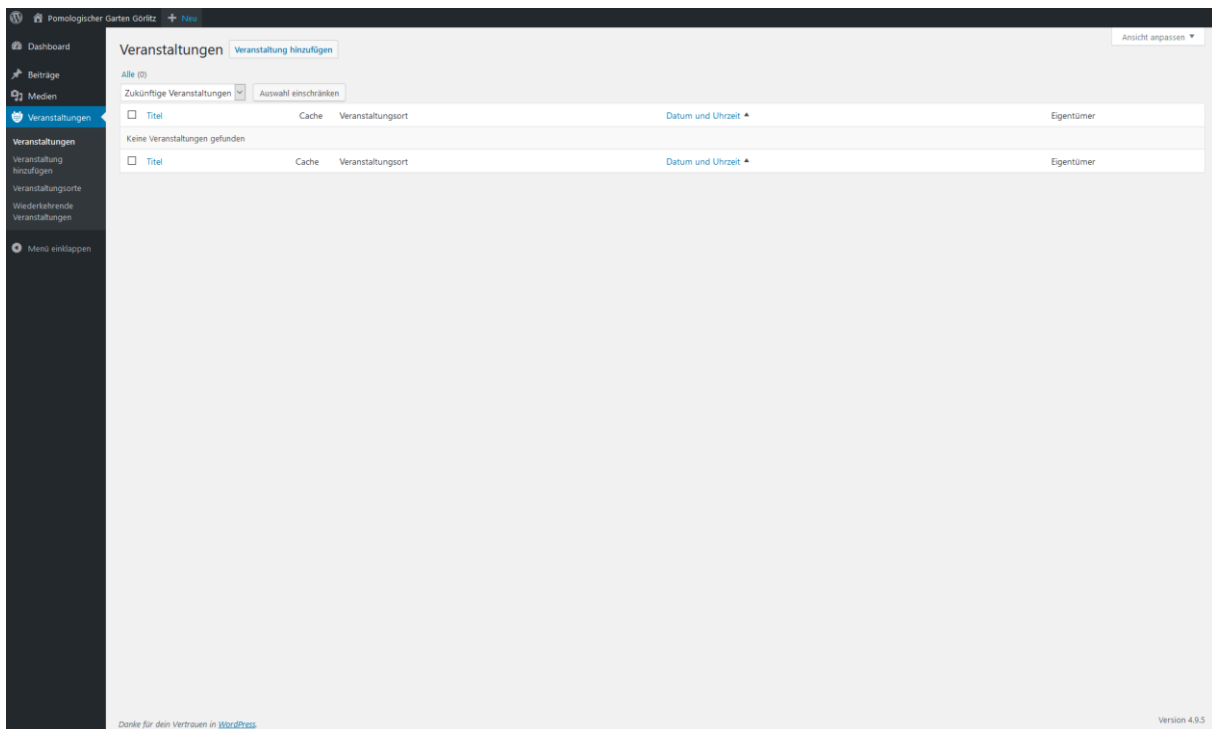 Pomologischer Garten Görlitz + Neu
Ansicht anpassen ▼
Dashboard
Beiträge
Medien
Veranstaltungen
Veranstaltungen
Veranstaltung
hinzufügen
Veranstaltungsorte
Wiederkehrende
Veranstaltungen
Menü einklappen
Veranstaltungen Veranstaltung hinzufügen
Alle (0)
Zukünftige Veranstaltungen Auswahl einschränken
Titel Cache Veranstaltungsort Datum und Uhrzeit ▲ Eigentümer
Keine Veranstaltungen gefunden
Titel Cache Veranstaltungsort Datum und Uhrzeit ▲ Eigentümer
Danke für dein Vertrauen in WordPress.
Version 4.9.5